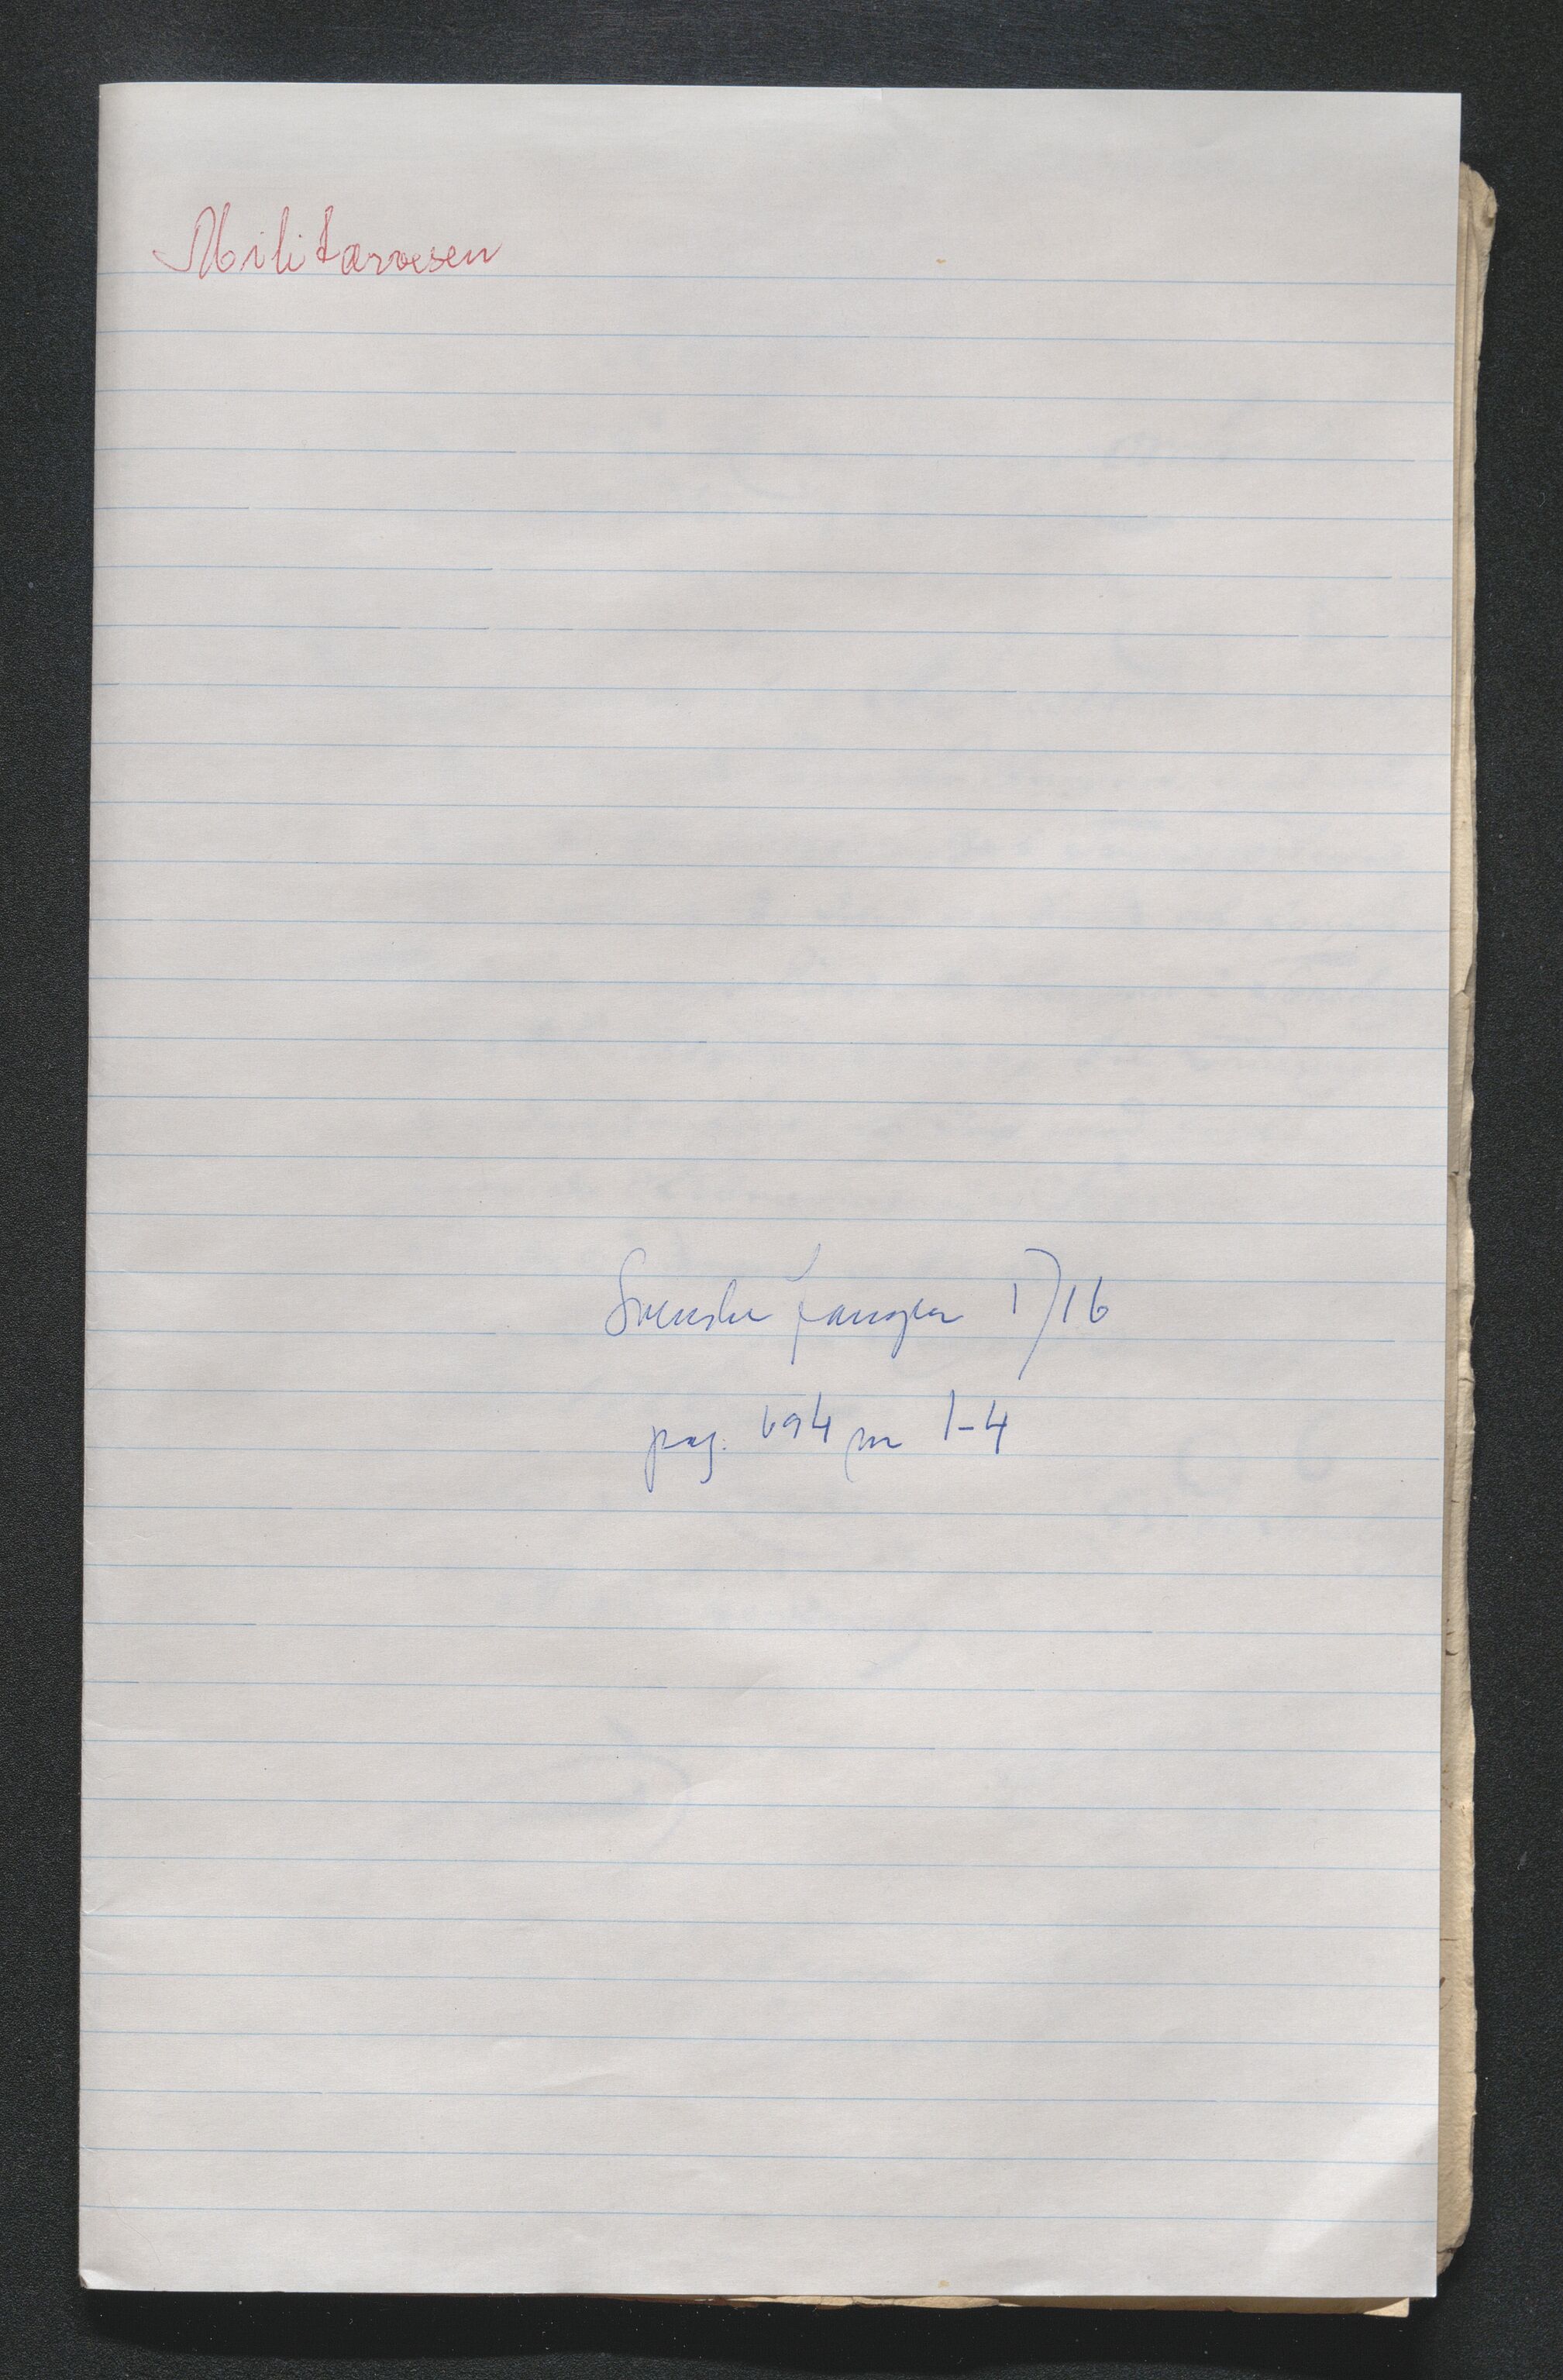 Militærvesen
Svenske fanger 1716
pag. 694 nr 1-4